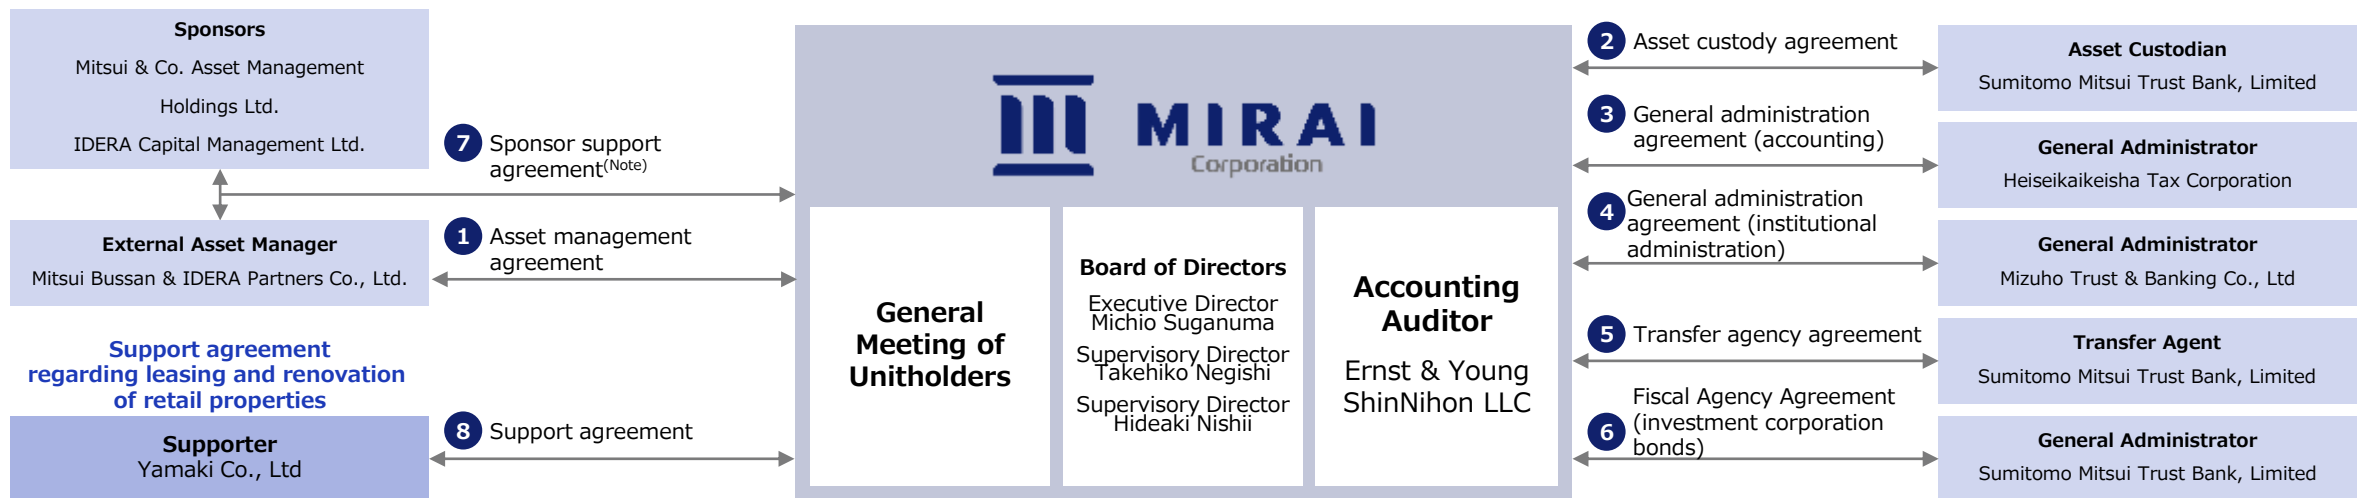 Sponsors
Mitsui & Co. Asset Management
Holdings Ltd.
IDERA Capital Management Ltd.
7 Sponsor support
agreement(Note)
External Asset Manager
Mitsui Bussan & IDERA Partners Co., Ltd.
1 Asset management
agreement
Support agreement
regarding leasing and renovation
of retail properties
Supporter
Yamaki Co., Ltd
8 Support agreement
MIRAI
Corporation
General
Meeting of
Unitholders
Board of Directors
Executive Director
Michio Suganuma
Supervisory Director
Takehiko Negishi
Supervisory Director
Hideaki Nishii
Accounting
Auditor
Ernst & Young
ShinNihon LLC
2 Asset custody agreement
Asset Custodian
Sumitomo Mitsui Trust Bank, Limited
3 General administration
agreement (accounting)
General Administrator
Heiseikaikeisha Tax Corporation
4 General administration
agreement (institutional
administration)
General Administrator
Mizuho Trust & Banking Co., Ltd
5 Transfer agency agreement
Transfer Agent
Sumitomo Mitsui Trust Bank, Limited
6 Fiscal Agency Agreement
(investment corporation
bonds)
General Administrator
Sumitomo Mitsui Trust Bank, Limited